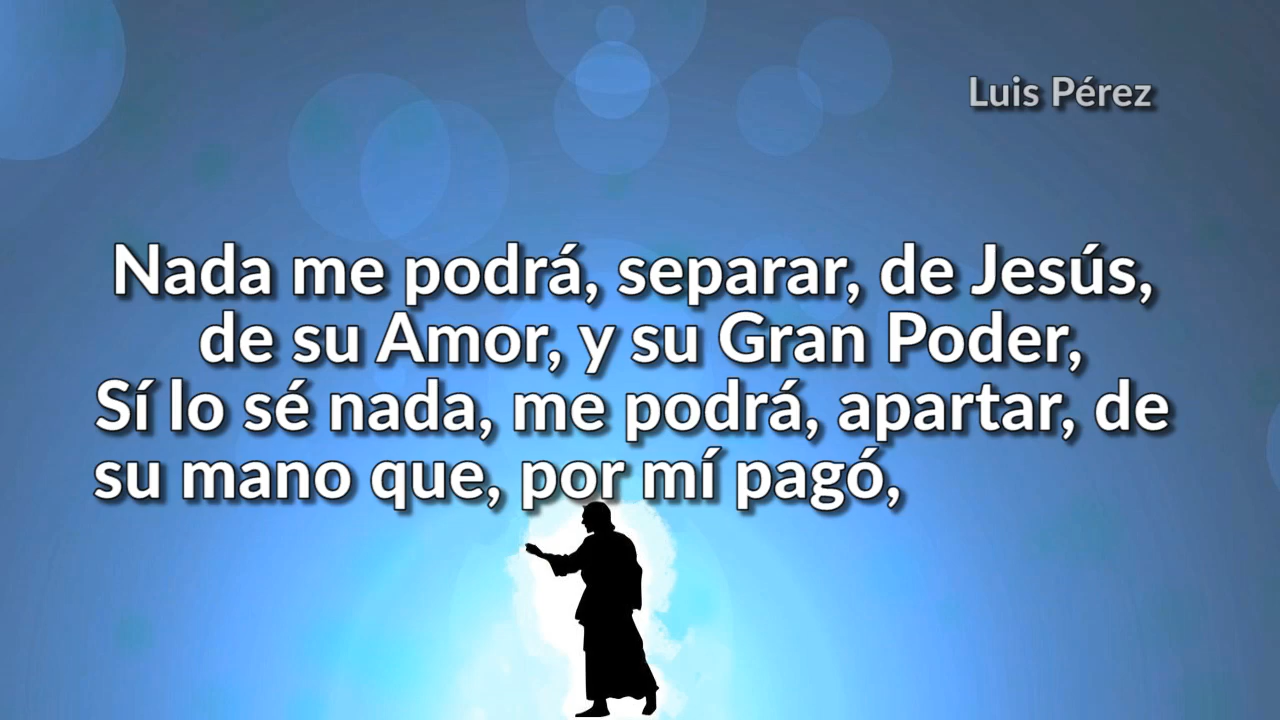 Luis Pérez
Nada me podrá, separar, de Jesús,
de su Amor, y su Gran Poder,
Sí lo sé nada, me podrá, apartar, de
su mano que, por mí pagó,